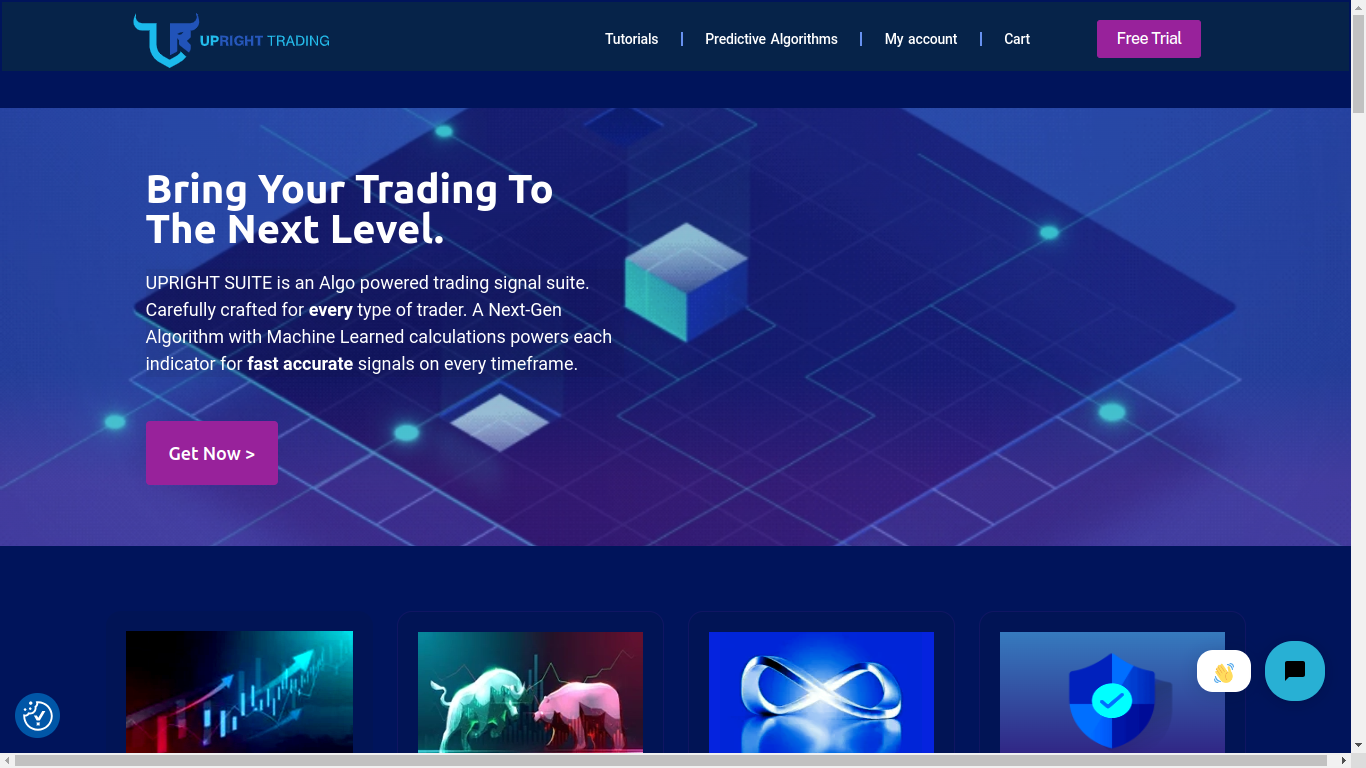 UPRIGHT TRADING
Tutorials
Predictive Algorithms
My account
Cart
Free Trial
Bring Your Trading To
The Next Level.
UPRIGHT SUITE is an Algo powered trading signal suite.
Carefully crafted for every type of trader. A Next-Gen
Algorithm with Machine Learned calculations powers each
indicator for fast accurate signals on every timeframe.
Get Now >